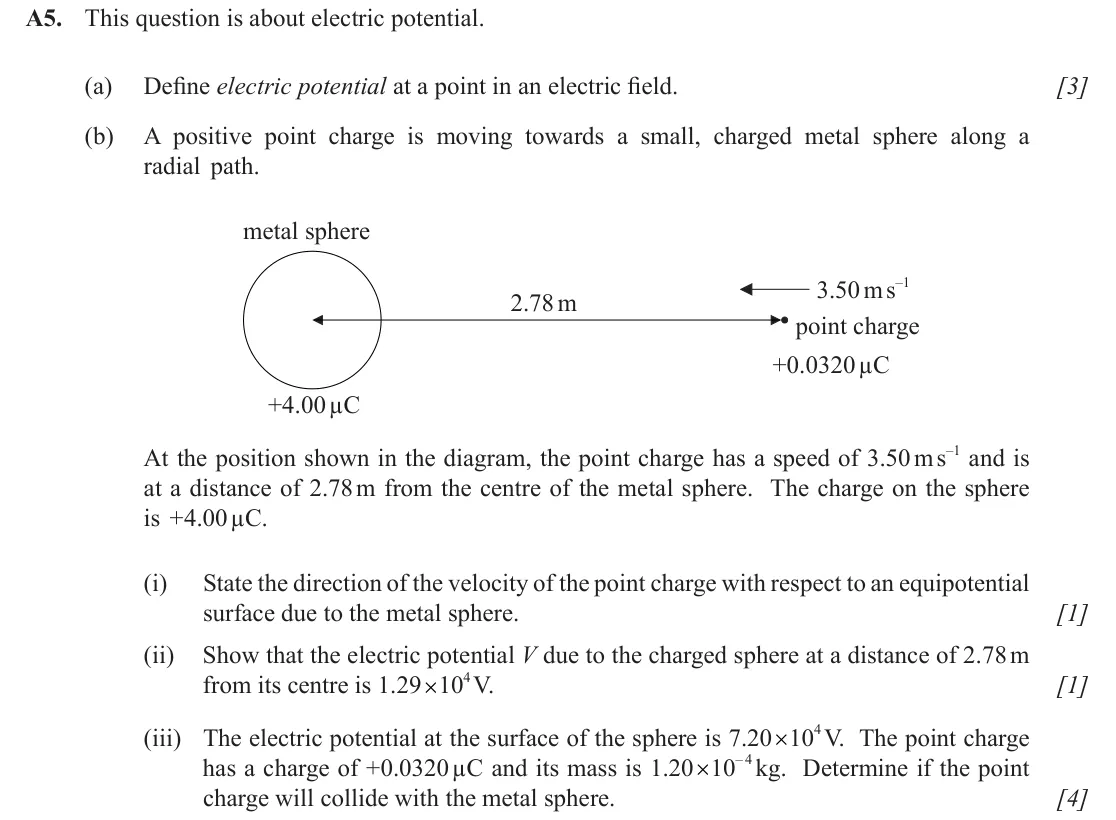 A5. This question is about electric potential.
(a) Define electric potential at a point in an electric field. [3]
(b) A positive point charge is moving towards a small, charged metal sphere along a
radial path.
metal sphere
3.50 m s⁻¹
2.78 m
point charge
+0.0320 μC
+4.00 μC
At the position shown in the diagram, the point charge has a speed of 3.50 m s⁻¹ and is
at a distance of 2.78 m from the centre of the metal sphere. The charge on the sphere
is +4.00 μC.
(i) State the direction of the velocity of the point charge with respect to an equipotential
surface due to the metal sphere. [1]
(ii) Show that the electric potential V due to the charged sphere at a distance of 2.78 m
from its centre is 1.29×10⁴ V. [1]
(iii) The electric potential at the surface of the sphere is 7.20×10⁴ V. The point charge
has a charge of +0.0320 μC and its mass is 1.20×10⁻⁴ kg. Determine if the point
charge will collide with the metal sphere. [4]